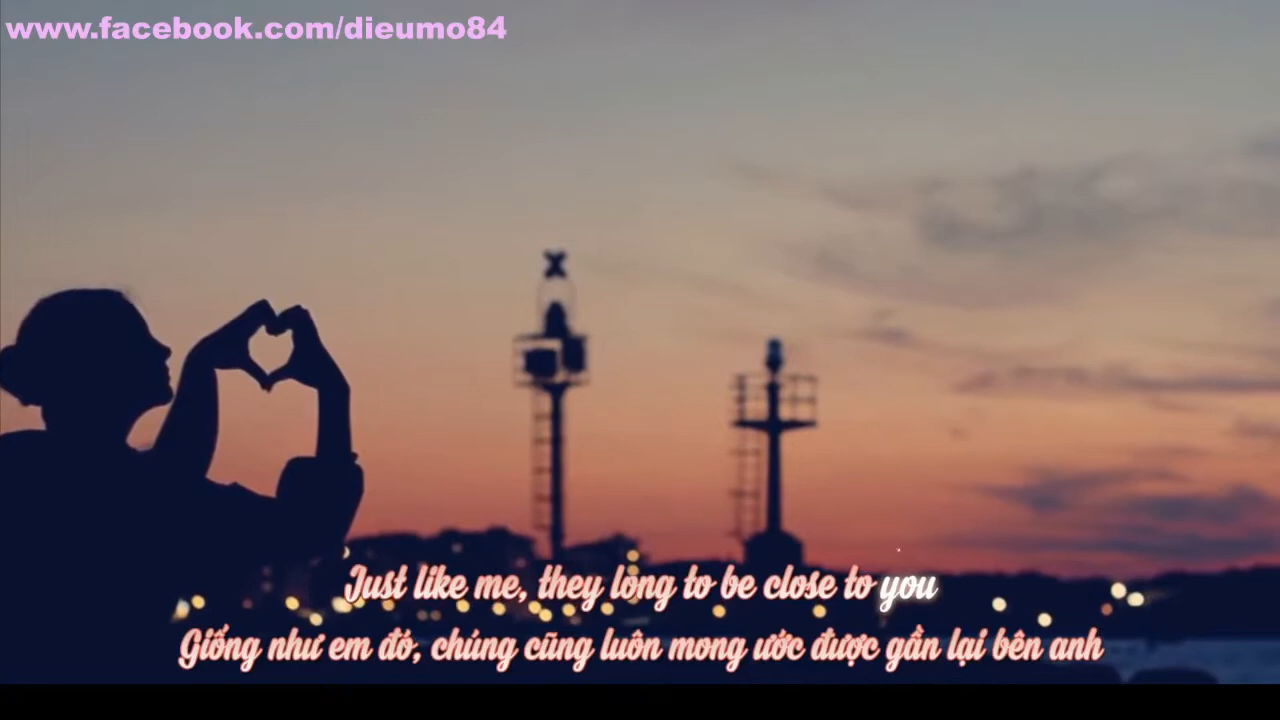 www.facebook.com/dieumo84
Just like me, they long to be close to you
Giống như em đó, chúng cũng luôn mong ước được gần lại bên anh